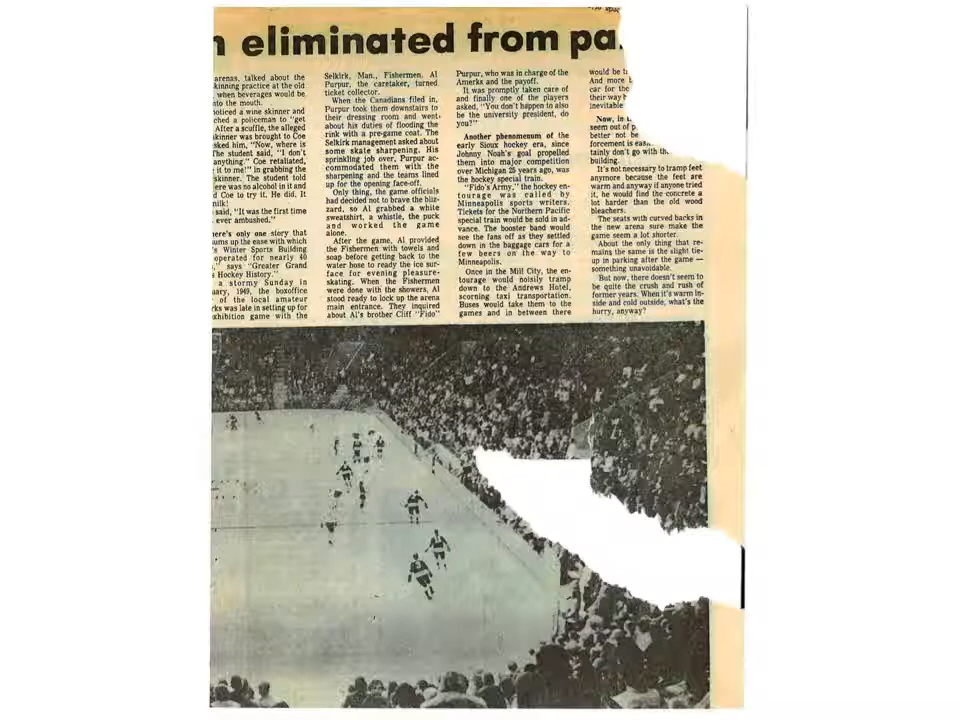 eliminated from pa
arenas, talked about the
skinning practice at the old
when beverages would be
into the mouth.
noticed a wine skinner and
ched a policeman to "get
After a scuffle, the alleged
skinner was brought to Coe
sked him, "Now, where is
The student said, "I don't
anything." Coe retaliated,
it to me!" in grabbing the
skinner. The student told
ere was no alcohol in it and
d Coe to try it. He did. It
milk!
said, "It was the first time
ever ambushed."
here's only one story that
ums up the ease with which
's Winter Sports Building
operated for nearly 40
," says "Greater Grand
s Hockey History."
a stormy Sunday in
uary, 1949, the boxoffice
of the local amateur
rks was late in setting up for
xhibition game with the
Selkirk, Man., Fishermen. Al
Purpur, the caretaker, turned
ticket collector.
When the Canadians filed in,
Purpur took them downstairs to
their dressing room and went
about his duties of flooding the
rink with a pre-game coat. The
Selkirk management asked about
some skate sharpening. His
sprinkling job over, Purpur ac-
commodated them with the
sharpening and the teams lined
up for the opening face-off.
Only thing, the game officials
had decided not to brave the bliz-
zard, so Al grabbed a white
sweatshirt, a whistle, the puck
and worked the game
alone.
After the game, Al provided
the Fishermen with towels and
soap before getting back to the
water hose to ready the ice sur-
face for evening pleasure-
skating. When the Fishermen
were done with the showers, Al
stood ready to lock up the arena
main entrance. They inquired
about Al's brother Cliff "Fido"
Purpur, who was in charge of the
Amerks and the payoff.
It was promptly taken care of
and finally one of the players
asked, "You don't happen to also
be the university president, do
you?"
Another phenomenum of the
early Sioux hockey era, since
Johnny Noah's goal propelled
them into major competition
over Michigan 25 years ago, was
the hockey special train.
"Fido's Army," the hockey en-
tourage was called by
Minneapolis sports writers.
Tickets for the Northern Pacific
special train would be sold in ad-
vance. The booster band would
see the fans off as they settled
down in the baggage cars for a
few beers on the way to
Minneapolis.
Once in the Mill City, the en-
tourage would noisily tramp
down to the Andrews Hotel,
scorning taxi transportation.
Buses would take them to the
games and in between there
would be
And more
car for the
their way
inevitable
Now, in
seem out of
better not be
forcement is
tainly don't go with th
building.
It's not necessary to tramp feet
anymore because the feet are
warm and anyway if anyone tried
it, he would find the concrete a
lot harder than the old wood
bleachers.
The seats with curved backs in
the new arena sure make the
game seem a lot shorter.
About the only thing that re-
mains the same is the slight tie-
up in parking after the game —
something unavoidable.
But now, there doesn't seem to
be quite the crush and rush of
former years. When it's warm in-
side and cold outside, what's the
hurry, anyway?